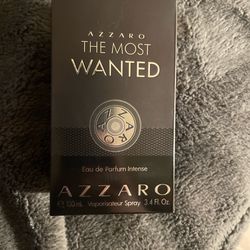 AZZARO
THE MOST
WANTED
Eau de Parfum Intense
AZZARO
℮ 100 mL Vaporisateur Spray 3.4 Fl. Oz.